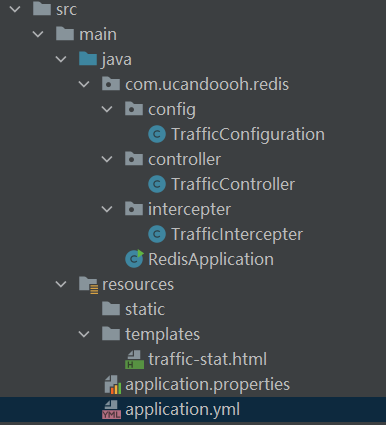 src
main
java
com.ucandoooh.redis
config
TrafficConfiguration
controller
TrafficController
intercepter
TrafficIntercepter
RedisApplication
resources
static
templates
traffic-stat.html
application.properties
application.yml